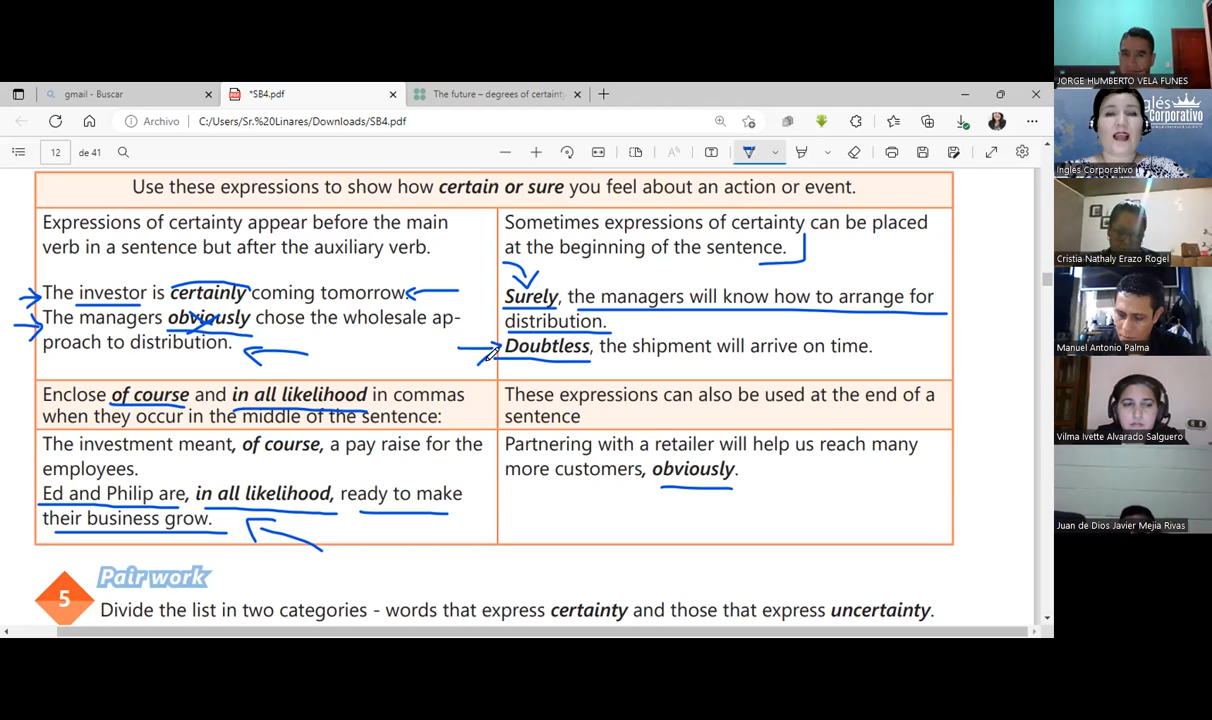 gmail - Buscar
*SB4.pdf
The future – degrees of certaint
Archivo
C:/Users/Sr.%20Linares/Downloads/SB4.pdf
12
de 41
Use these expressions to show how certain or sure you feel about an action or event.
Expressions of certainty appear before the main
verb in a sentence but after the auxiliary verb.
The investor is certainly coming tomorrow.
The managers obviously chose the wholesale ap-
proach to distribution.
Sometimes expressions of certainty can be placed
at the beginning of the sentence.
Surely, the managers will know how to arrange for
distribution.
Doubtless, the shipment will arrive on time.
Enclose of course and in all likelihood in commas
when they occur in the middle of the sentence:
These expressions can also be used at the end of a
sentence
The investment meant, of course, a pay raise for the
employees.
Ed and Philip are, in all likelihood, ready to make
their business grow.
Partnering with a retailer will help us reach many
more customers, obviously.
5
Pair work
Divide the list in two categories - words that express certainty and those that express uncertainty.
JORGE HUMBERTO VELA FUNES
Inglés
Corporativo
Inglés Corporativo
Cristia Nathaly Erazo Rogel
Manuel Antonio Palma
Vilma Ivette Alvarado Salguero
Juan de Dios Javier Mejia Rivas